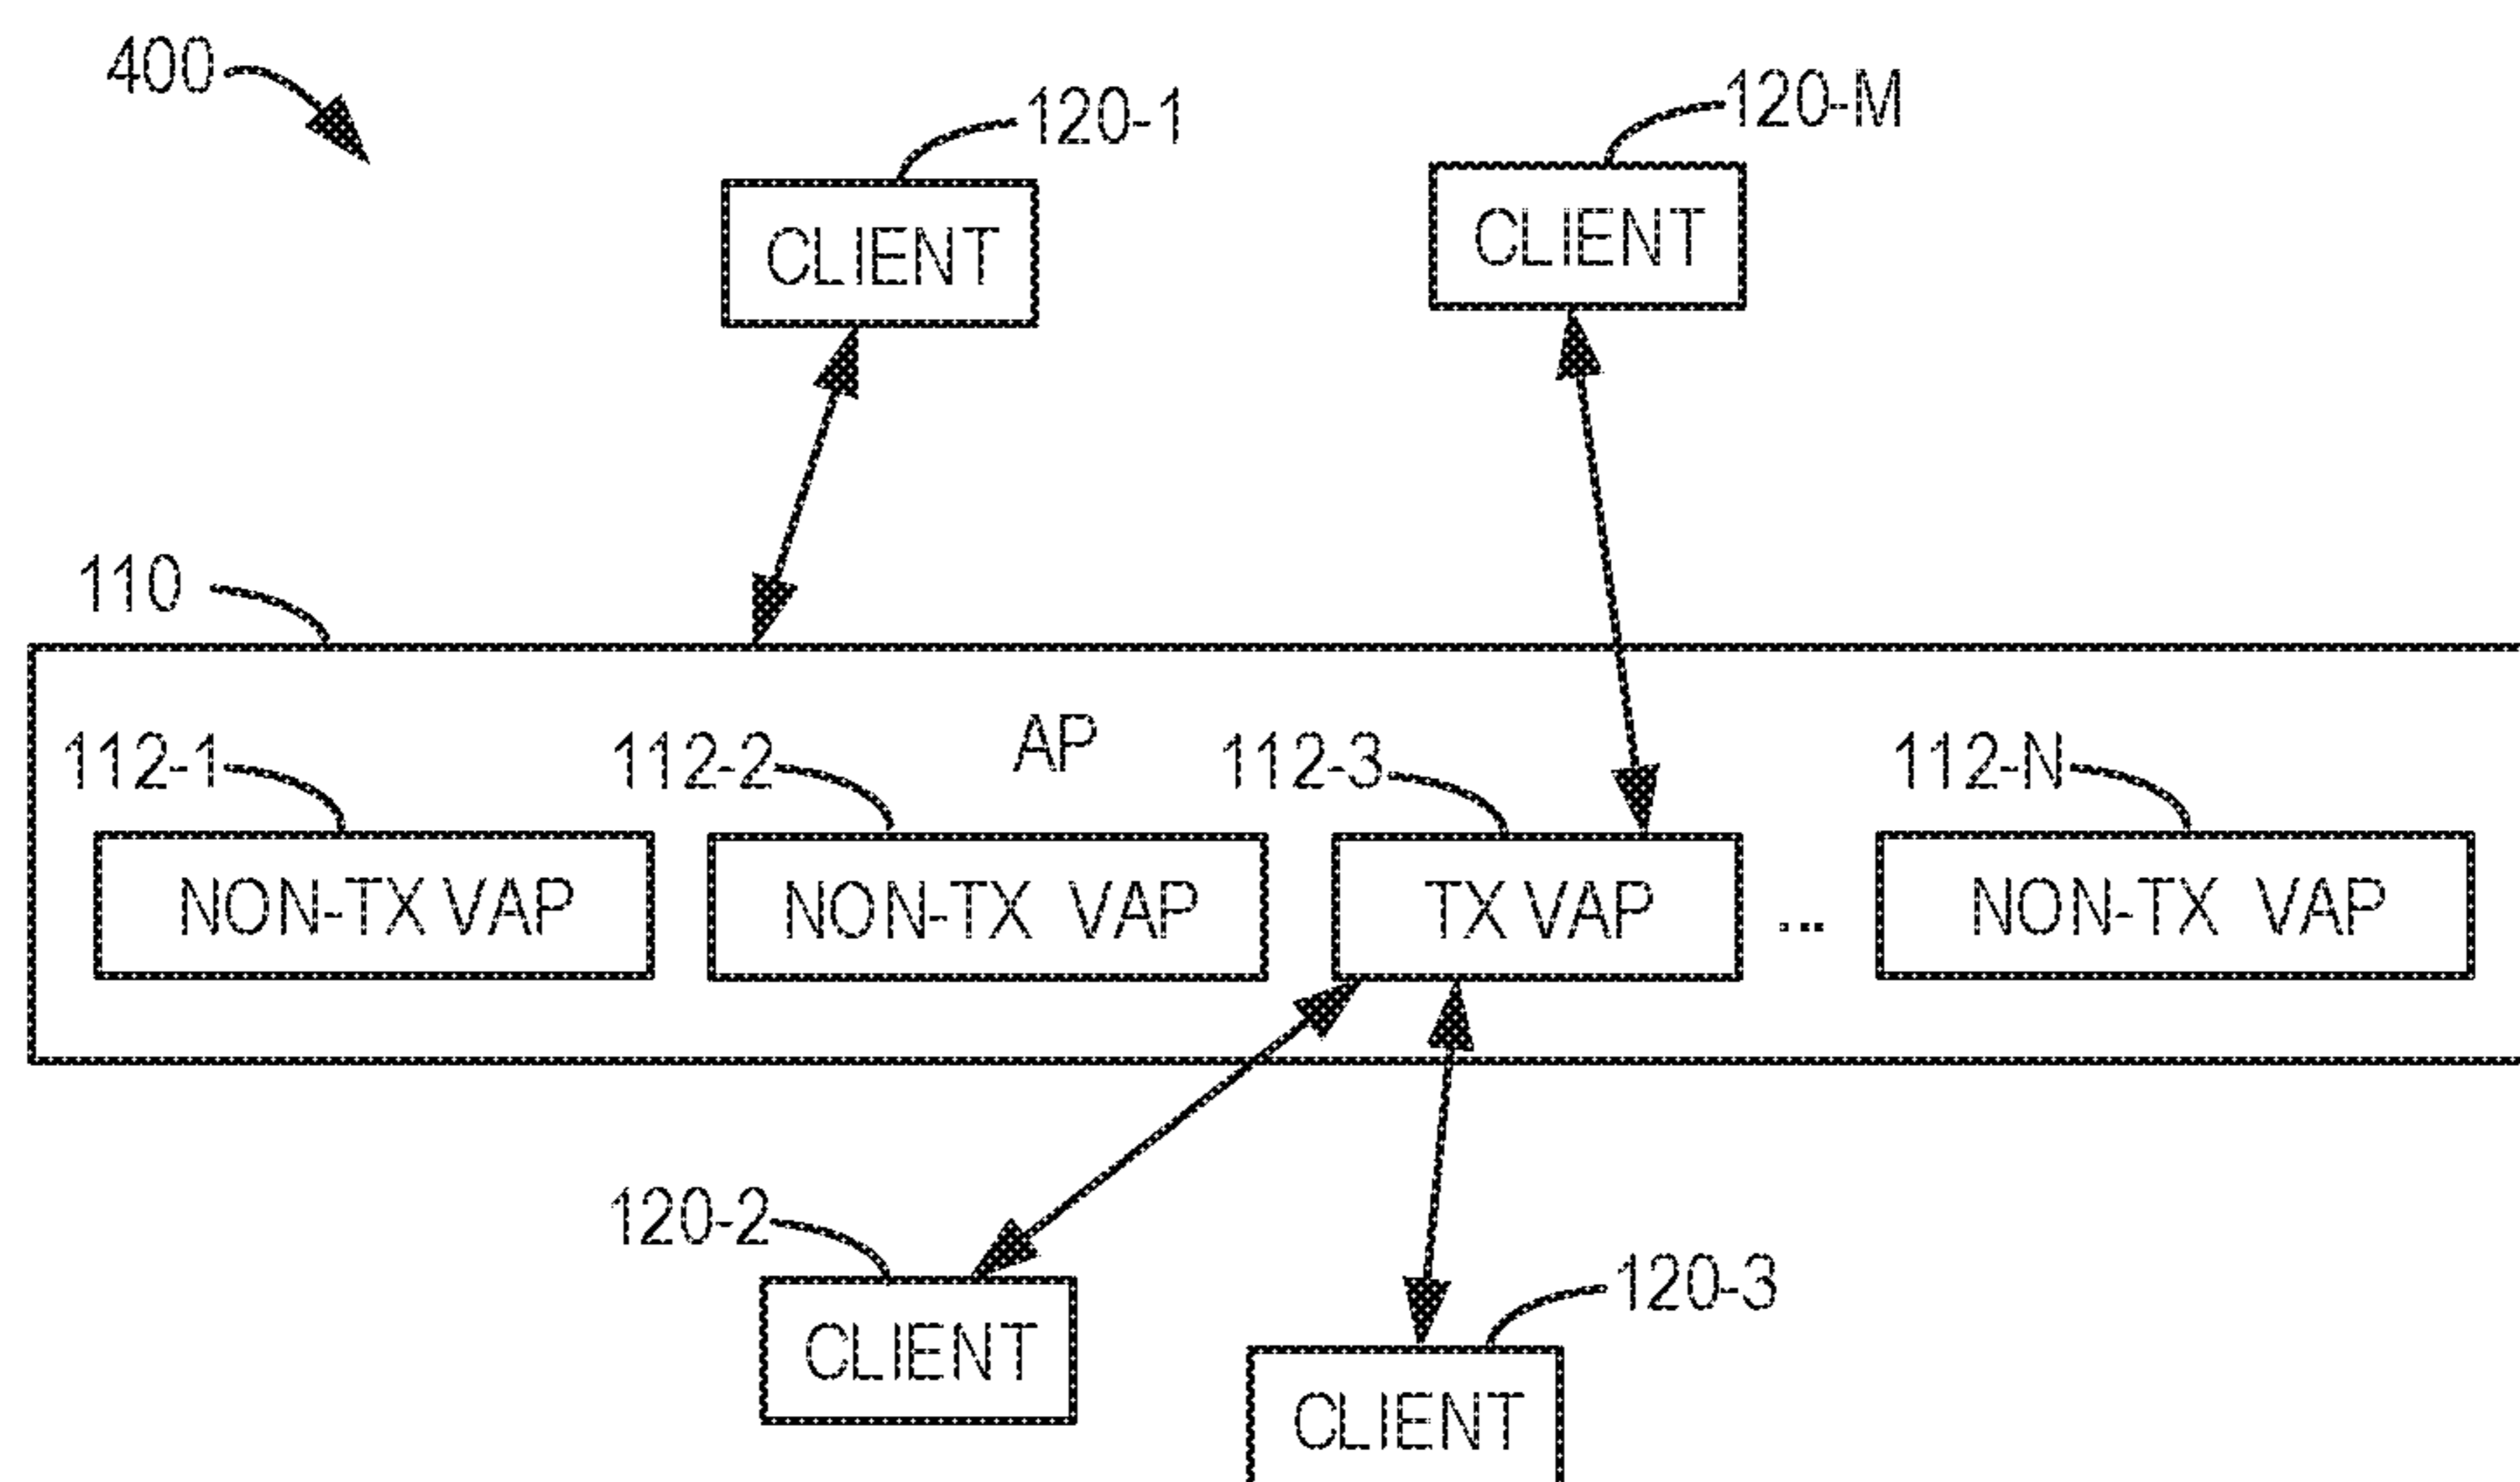 400
120-1
120-M
CLIENT
CLIENT
110
AP
112-1
112-2
112-3
112-N
NON-TX VAP
NON-TX VAP
TX VAP
...
NON-TX VAP
120-2
120-3
CLIENT
CLIENT